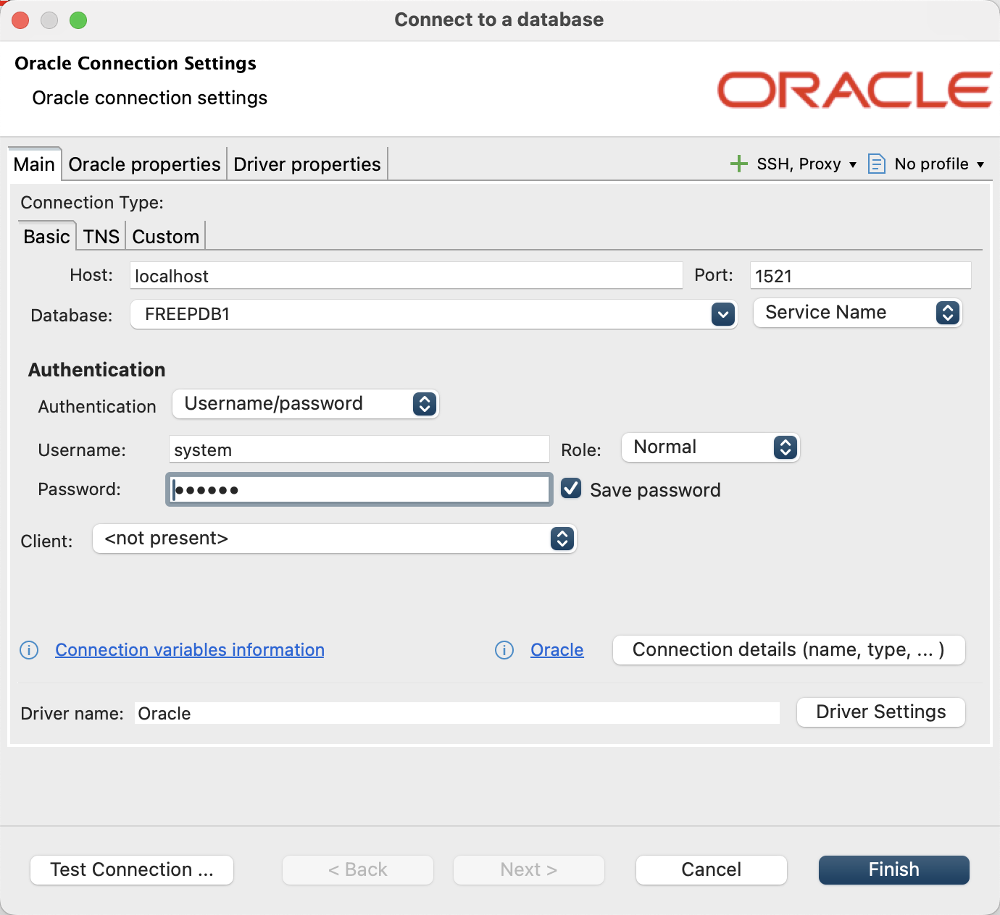 Connect to a database
Oracle Connection Settings
Oracle connection settings
ORACLE
Main Oracle properties Driver properties SSH, Proxy No profile
Connection Type:
Basic TNS Custom
Host: localhost Port: 1521
Database: FREEPDB1 Service Name
Authentication
Authentication Username/password
Username: system Role: Normal
Password: •••••• Save password
Client: <not present>
Connection variables information Oracle Connection details (name, type, ... )
Driver name: Oracle Driver Settings
Test Connection ... < Back Next > Cancel Finish